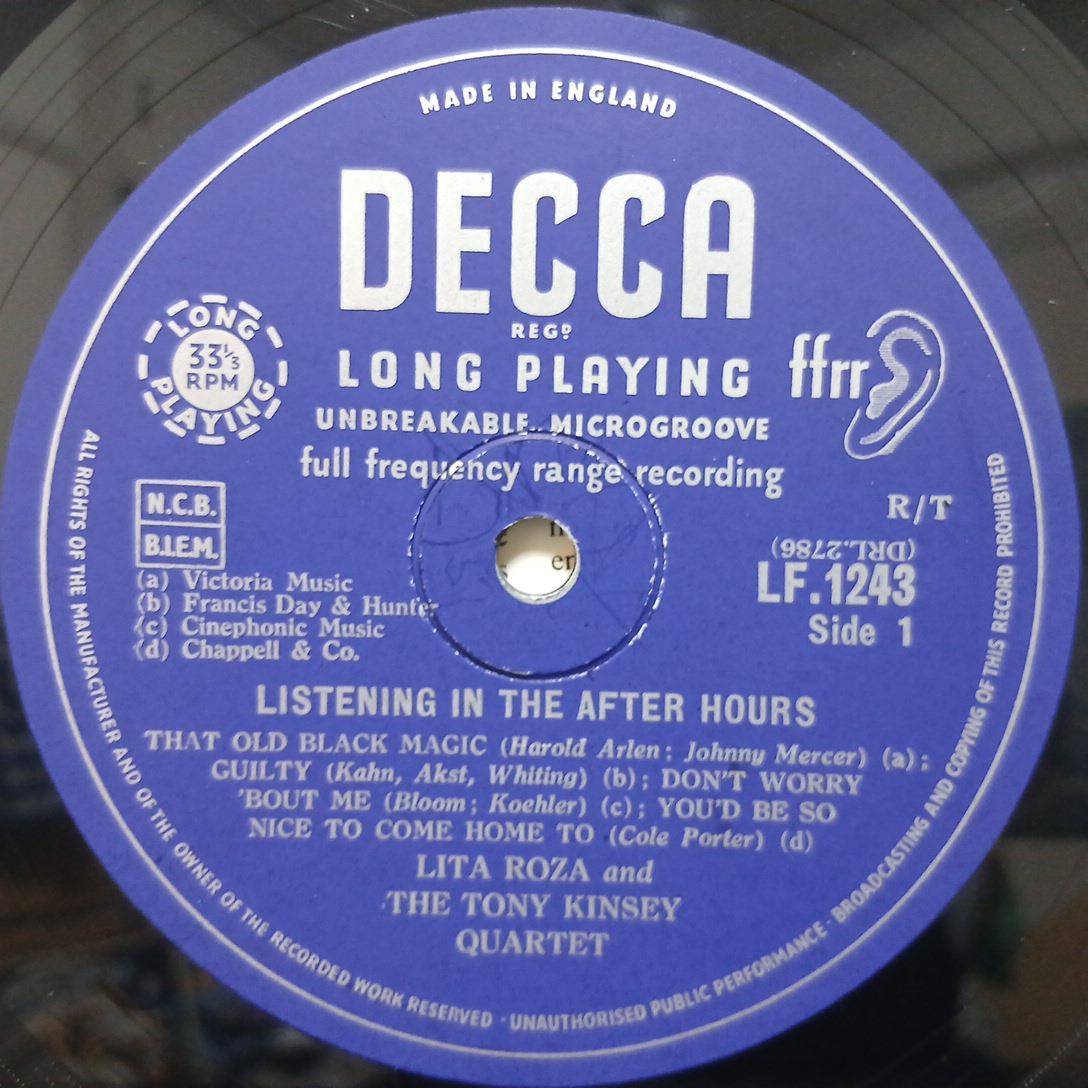 MADE IN ENGLAND
DECCA
REGD
LONG PLAYING
UNBREAKABLE MICROGROOVE
full frequency range recording
LONG
33⅓
RPM
PLAYING
ffrr
N.C.B.
B.I.E.M.
R/T
(DRL.2786)
LF.1243
Side 1
(a) Victoria Music
(b) Francis Day & Hunter
(c) Cinephonic Music
(d) Chappell & Co.
LISTENING IN THE AFTER HOURS
THAT OLD BLACK MAGIC (Harold Arlen; Johnny Mercer) (a);
GUILTY (Kahn, Akst, Whiting) (b); DON'T WORRY
'BOUT ME (Bloom; Koehler) (c); YOU'D BE SO
NICE TO COME HOME TO (Cole Porter) (d)
LITA ROZA and
THE TONY KINSEY
QUARTET
ALL RIGHTS OF THE MANUFACTURER AND OF THE OWNER OF THE RECORDED WORK RESERVED · UNAUTHORISED PUBLIC PERFORMANCE · BROADCASTING AND COPYING OF THIS RECORD PROHIBITED